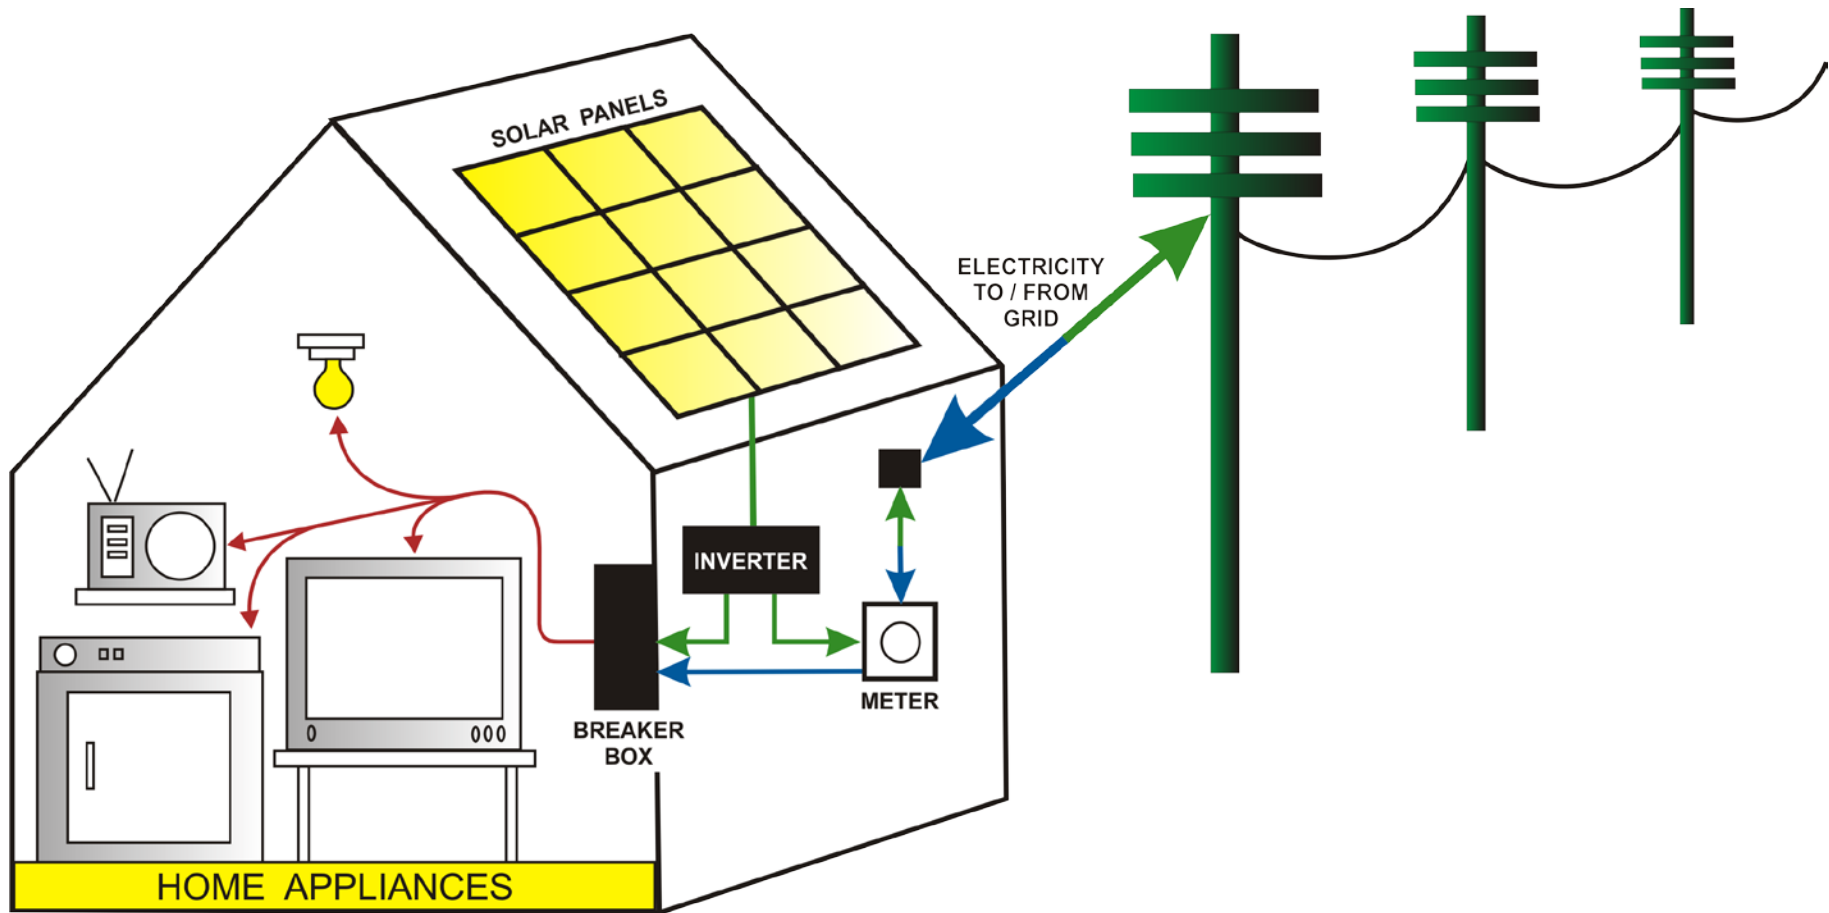 SOLAR PANELS
ELECTRICITY
TO / FROM
GRID
INVERTER
METER
BREAKER
BOX
HOME APPLIANCES